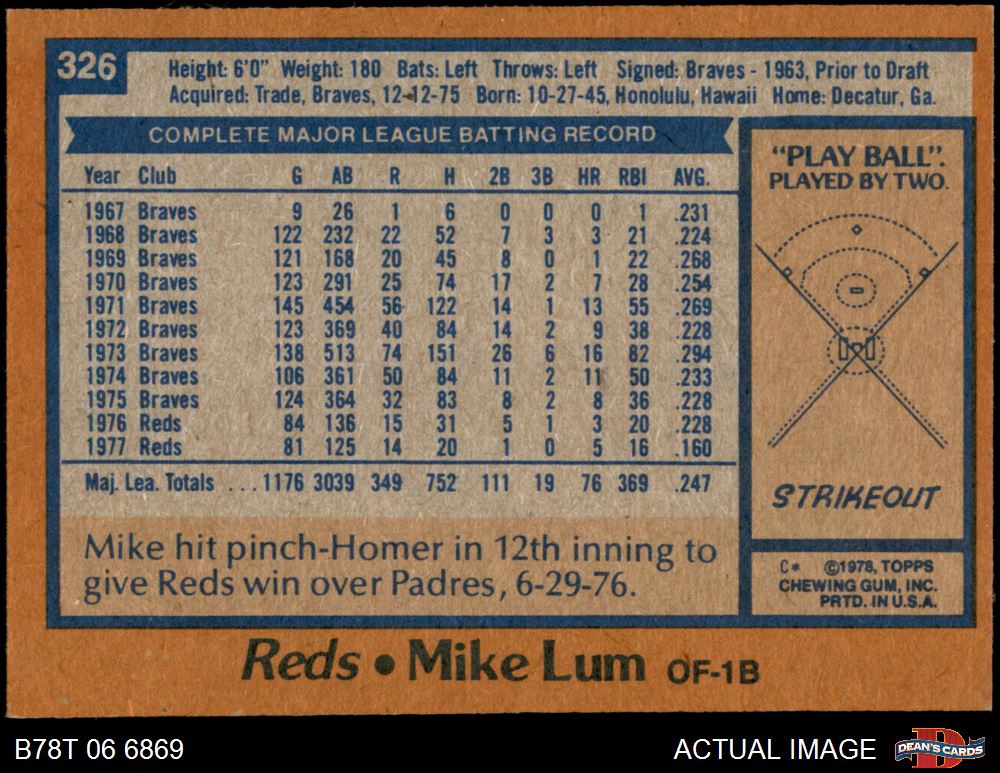 326
Height: 6'0" Weight: 180 Bats: Left Throws: Left Signed: Braves - 1963, Prior to Draft
Acquired: Trade, Braves, 12-12-75 Born: 10-27-45, Honolulu, Hawaii Home: Decatur, Ga.
COMPLETE MAJOR LEAGUE BATTING RECORD
Year Club G AB R H 2B 3B HR RBI AVG.
1967 Braves 9 26 1 6 0 0 0 1 .231
1968 Braves 122 232 22 52 7 3 3 21 .224
1969 Braves 121 168 20 45 8 0 1 22 .268
1970 Braves 123 291 25 74 17 2 7 28 .254
1971 Braves 145 454 56 122 14 1 13 55 .269
1972 Braves 123 369 40 84 14 2 9 38 .228
1973 Braves 138 513 74 151 26 6 16 82 .294
1974 Braves 106 361 50 84 11 2 11 50 .233
1975 Braves 124 364 32 83 8 2 8 36 .228
1976 Reds 84 136 15 31 5 1 3 20 .228
1977 Reds 81 125 14 20 1 0 5 16 .160
Maj. Lea. Totals ...1176 3039 349 752 111 19 76 369 .247
Mike hit pinch-Homer in 12th inning to
give Reds win over Padres, 6-29-76.
"PLAY BALL".
PLAYED BY TWO.
STRIKEOUT
C* ©1978, TOPPS
CHEWING GUM, INC.
PRTD. IN U.S.A.
Reds • Mike Lum OF-1B
B78T 06 6869
ACTUAL IMAGE
D
DEAN'S CARDS